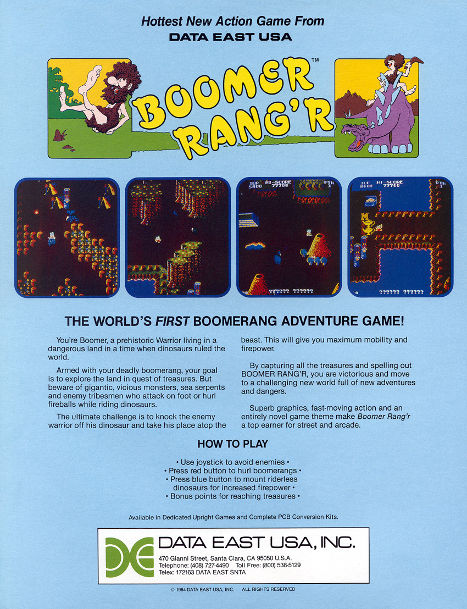 Hottest New Action Game From
DATA EAST USA
BOOMER
RANG'R
TM
THE WORLD'S FIRST BOOMERANG ADVENTURE GAME!
You're Boomer, a prehistoric Warrior living in a
dangerous land in a time when dinosaurs ruled the
world.
Armed with your deadly boomerang, your goal
is to explore the land in quest of treasures. But
beware of gigantic, vicious monsters, sea serpents
and enemy tribesmen who attack on foot or hurl
fireballs while riding dinosaurs.
The ultimate challenge is to knock the enemy
warrior off his dinosaur and take his place atop the
beast. This will give you maximum mobility and
firepower.
By capturing all the treasures and spelling out
BOOMER RANG'R, you are victorious and move
to a challenging new world full of new adventures
and dangers.
Superb graphics, fast-moving action and an
entirely novel game theme make Boomer Rang'r
a top earner for street and arcade.
HOW TO PLAY
• Use joystick to avoid enemies •
• Press red button to hurl boomerangs •
• Press blue button to mount riderless
dinosaurs for increased firepower •
• Bonus points for reaching treasures •
Available in Dedicated Upright Games and Complete PCB Conversion Kits.
DE
DATA EAST USA, INC.
470 Gianni Street, Santa Clara, CA 95050 U.S.A.
Telephone: (408) 727-4490 Toll Free: (800) 538-5129
Telex: 172163 DATA EAST SNTA
© 1984 DATA EAST USA, INC. ALL RIGHTS RESERVED